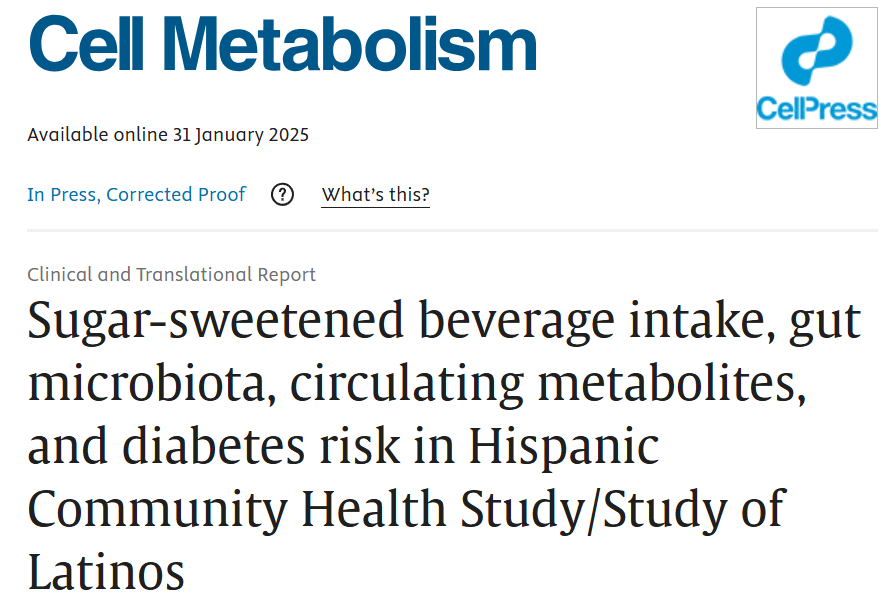 Cell Metabolism
CellPress
Available online 31 January 2025
In Press, Corrected Proof ? What's this?
Clinical and Translational Report
Sugar-sweetened beverage intake, gut
microbiota, circulating metabolites,
and diabetes risk in Hispanic
Community Health Study/Study of
Latinos